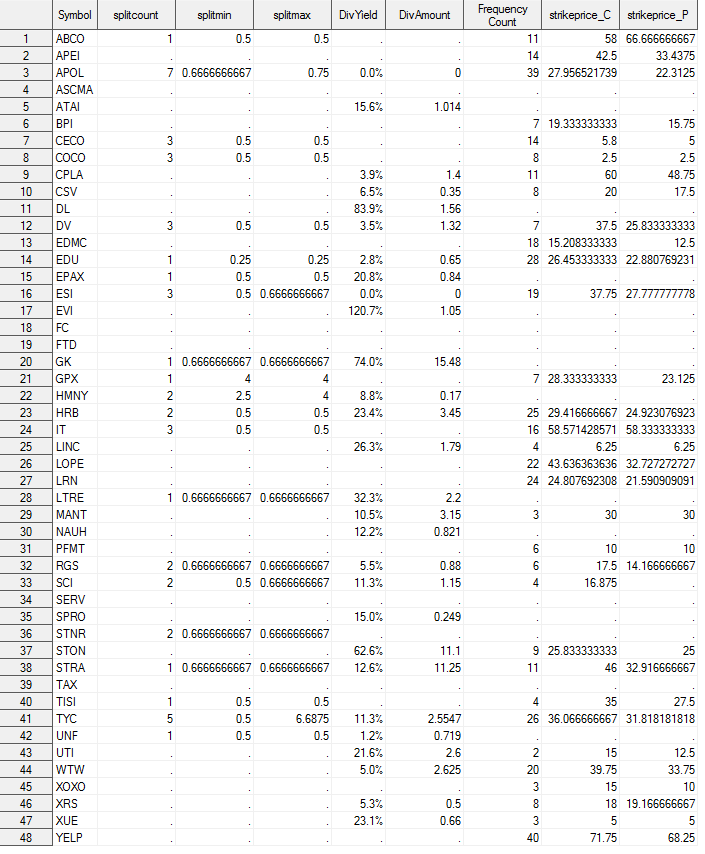 Symbol splitcount splitmin splitmax DivYield DivAmount Frequency Count strikeprice_C strikeprice_P
1 ABCO 1 0.5 0.5 . . 11 58 66.666666667
2 APEI . . . . . 14 42.5 33.4375
3 APOL 7 0.6666666667 0.75 0.0% 0 39 27.956521739 22.3125
4 ASCMA . . . . . . . .
5 ATAI . . . 15.6% 1.014 . . .
6 BPI . . . . . 7 19.333333333 15.75
7 CECO 3 0.5 0.5 . . 14 5.8 5
8 COCO 3 0.5 0.5 . . 8 2.5 2.5
9 CPLA . . . 3.9% 1.4 11 60 48.75
10 CSV . . . 6.5% 0.35 8 20 17.5
11 DL . . . 83.9% 1.56 . . .
12 DV 3 0.5 0.5 3.5% 1.32 7 37.5 25.833333333
13 EDMC . . . . . 18 15.208333333 12.5
14 EDU 1 0.25 0.25 2.8% 0.65 28 26.453333333 22.880769231
15 EPAX 1 0.5 0.5 20.8% 0.84 . . .
16 ESI 3 0.5 0.6666666667 0.0% 0 19 37.75 27.777777778
17 EVI . . . 120.7% 1.05 . . .
18 FC . . . . . . . .
19 FTD . . . . . . . .
20 GK 1 0.6666666667 0.6666666667 74.0% 15.48 . . .
21 GPX 1 4 4 . . 7 28.333333333 23.125
22 HMNY 2 2.5 4 8.8% 0.17 . . .
23 HRB 2 0.5 0.5 23.4% 3.45 25 29.416666667 24.923076923
24 IT 3 0.5 0.5 . . 16 58.571428571 58.333333333
25 LINC . . . 26.3% 1.79 4 6.25 6.25
26 LOPE . . . . . 22 43.636363636 32.727272727
27 LRN . . . . . 24 24.807692308 21.590909091
28 LTRE 1 0.6666666667 0.6666666667 32.3% 2.2 . . .
29 MANT . . . 10.5% 3.15 3 30 30
30 NAUH . . . 12.2% 0.821 . . .
31 PFMT . . . . . 6 10 10
32 RGS 2 0.6666666667 0.6666666667 5.5% 0.88 6 17.5 14.166666667
33 SCI 2 0.5 0.6666666667 11.3% 1.15 4 16.875 .
34 SERV . . . . . . . .
35 SPRO . . . 15.0% 0.249 . . .
36 STNR 2 0.6666666667 0.6666666667 . . . . .
37 STON . . . 62.6% 11.1 9 25.833333333 25
38 STRA 1 0.6666666667 0.6666666667 12.6% 11.25 11 46 32.916666667
39 TAX . . . . . . . .
40 TISI 1 0.5 0.5 . . 4 35 27.5
41 TYC 5 0.5 6.6875 11.3% 2.5547 26 36.066666667 31.818181818
42 UNF 1 0.5 0.5 1.2% 0.719 . . .
43 UTI . . . 21.6% 2.6 2 15 12.5
44 WTW . . . 5.0% 2.625 20 39.75 33.75
45 XOXO . . . . . 3 15 10
46 XRS . . . 5.3% 0.5 8 18 19.166666667
47 XUE . . . 23.1% 0.66 3 5 5
48 YELP . . . . . 40 71.75 68.25